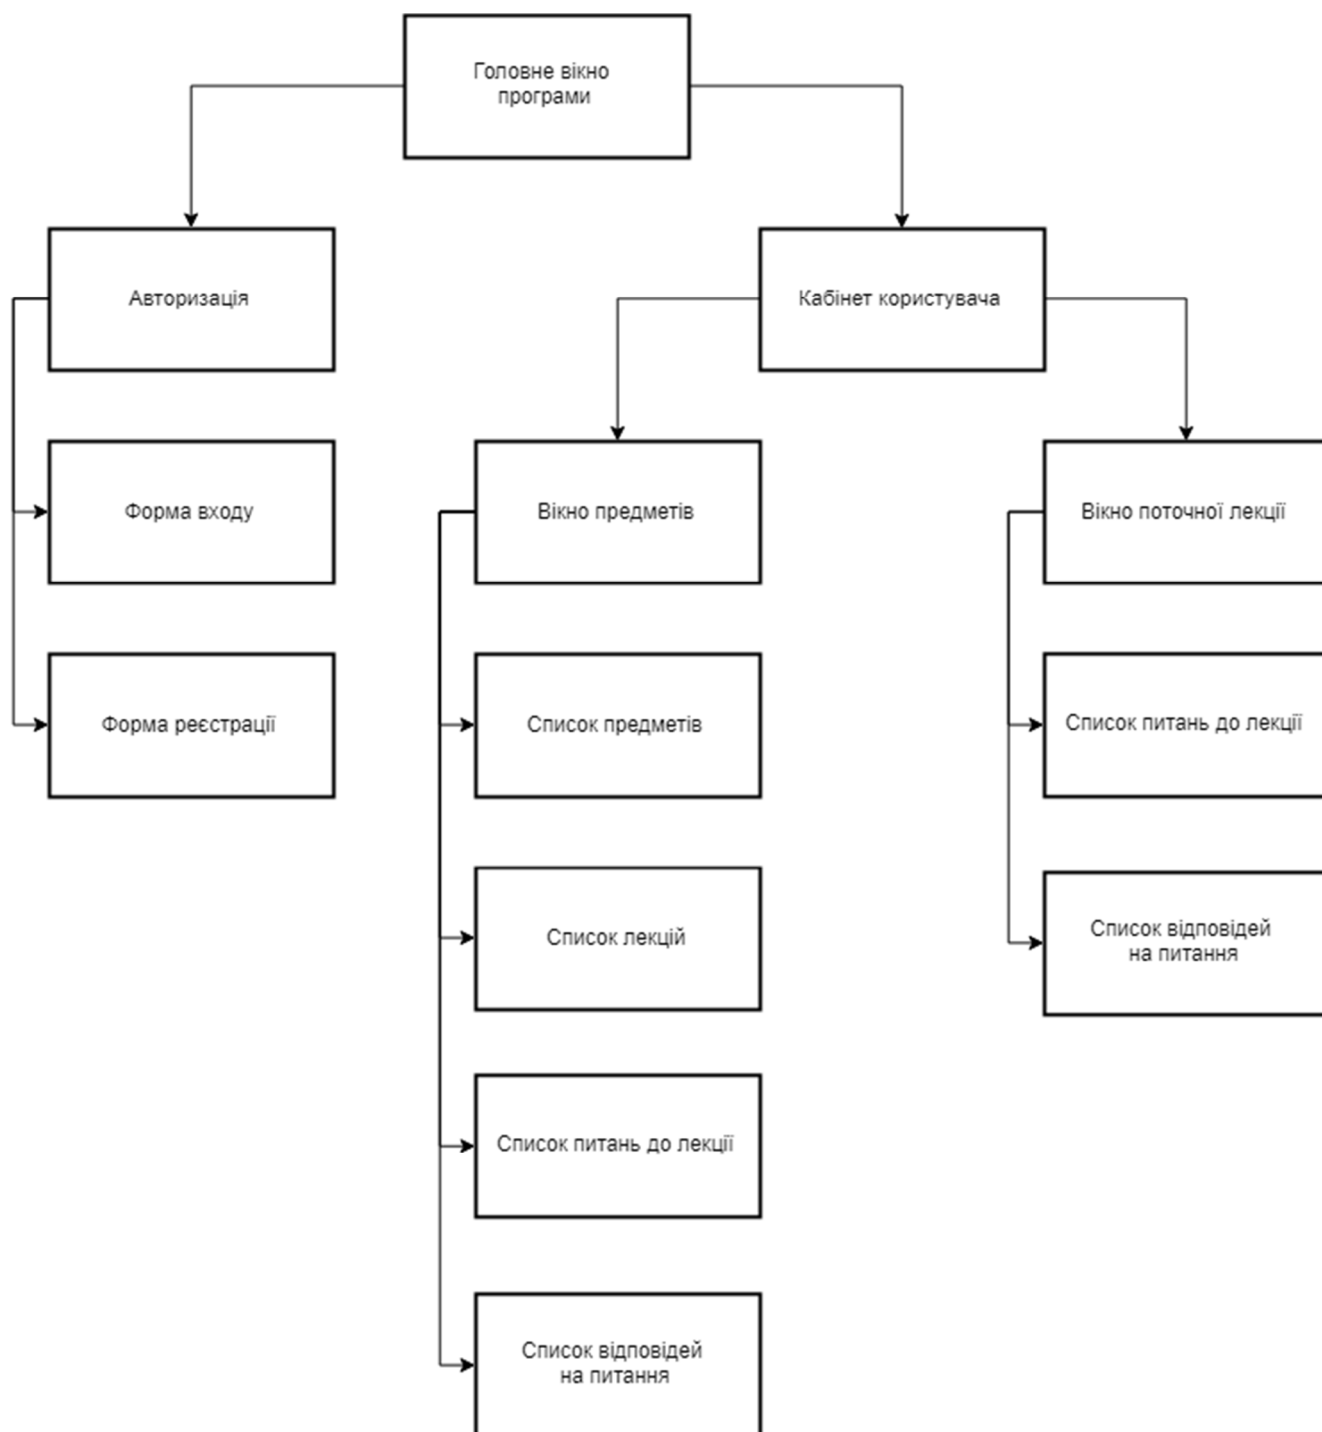 Головне вікно
програми
Авторизація
Кабінет користувача
Форма входу
Вікно предметів
Вікно поточної лекції
Форма реєстрації
Список предметів
Список питань до лекції
Список лекцій
Список відповідей
на питання
Список питань до лекції
Список відповідей
на питання